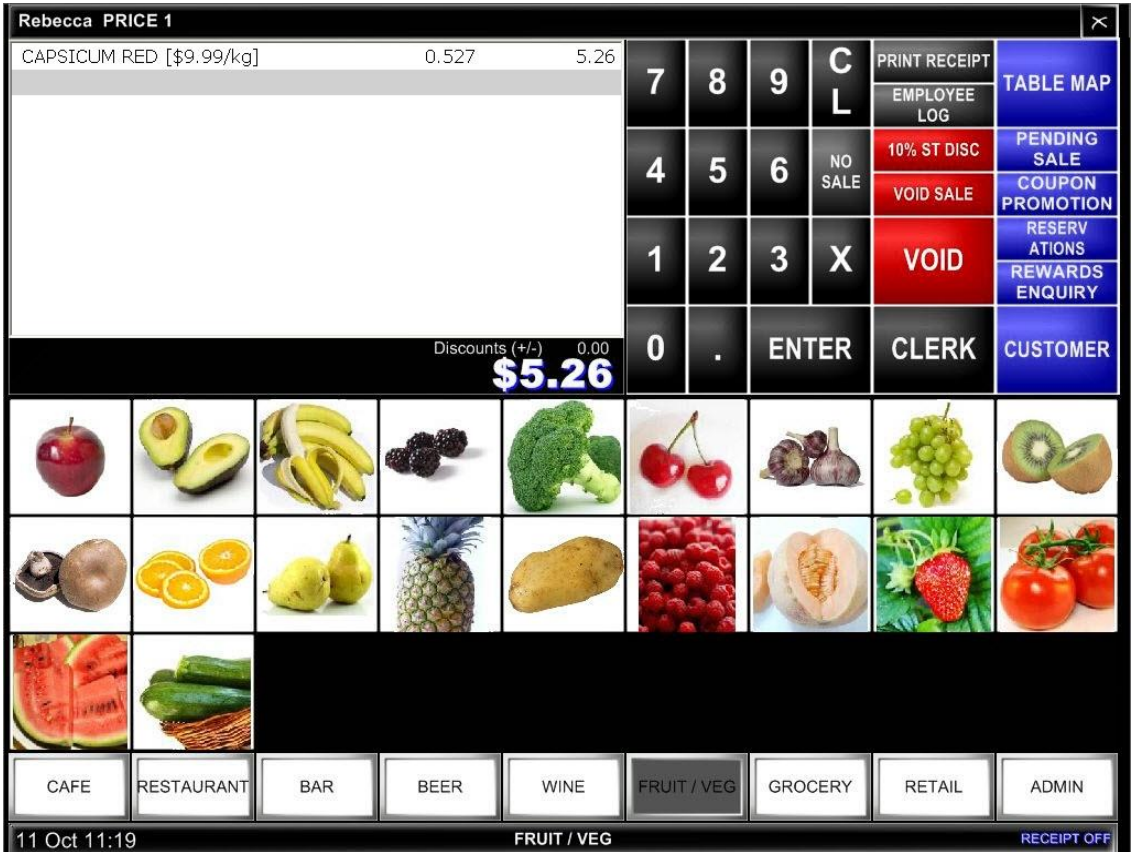 Rebecca PRICE 1
X
CAPSICUM RED [$9.99/kg] 0.527 5.26
Discounts (+/-) 0.00
$5.26
7 8 9 C
L
PRINT RECEIPT
EMPLOYEE
LOG
TABLE MAP
4 5 6 NO
SALE
10% ST DISC
VOID SALE
PENDING
SALE
COUPON
PROMOTION
1 2 3 X
VOID
RESERV
ATIONS
REWARDS
ENQUIRY
0 . ENTER CLERK CUSTOMER
CAFE RESTAURANT BAR BEER WINE FRUIT / VEG GROCERY RETAIL ADMIN
11 Oct 11:19 FRUIT / VEG RECEIPT OFF